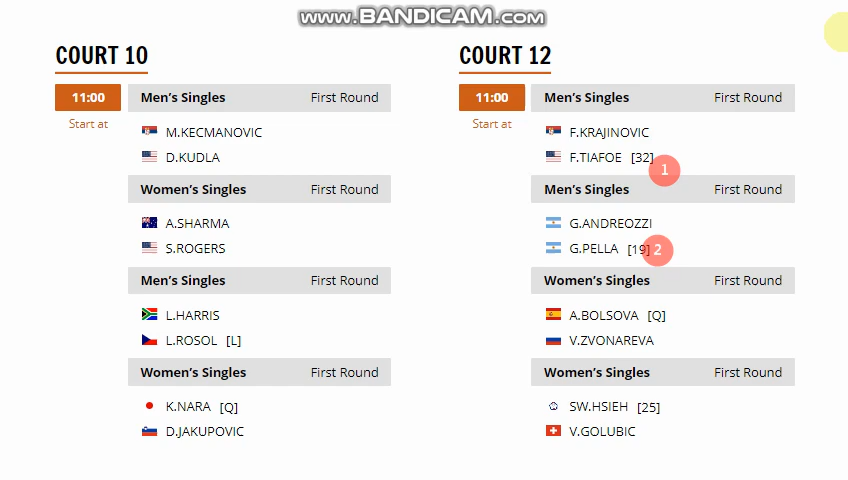 www.BANDICAM.com
COURT 10
11:00
Start at
Men's Singles First Round
M.KECMANOVIC
D.KUDLA
Women's Singles First Round
A.SHARMA
S.ROGERS
Men's Singles First Round
L.HARRIS
L.ROSOL [L]
Women's Singles First Round
K.NARA [Q]
D.JAKUPOVIC
COURT 12
11:00
Start at
Men's Singles First Round
F.KRAJINOVIC
F.TIAFOE [32]
1
Men's Singles First Round
G.ANDREOZZI
G.PELLA [19]
2
Women's Singles First Round
A.BOLSOVA [Q]
V.ZVONAREVA
Women's Singles First Round
SW.HSIEH [25]
V.GOLUBIC